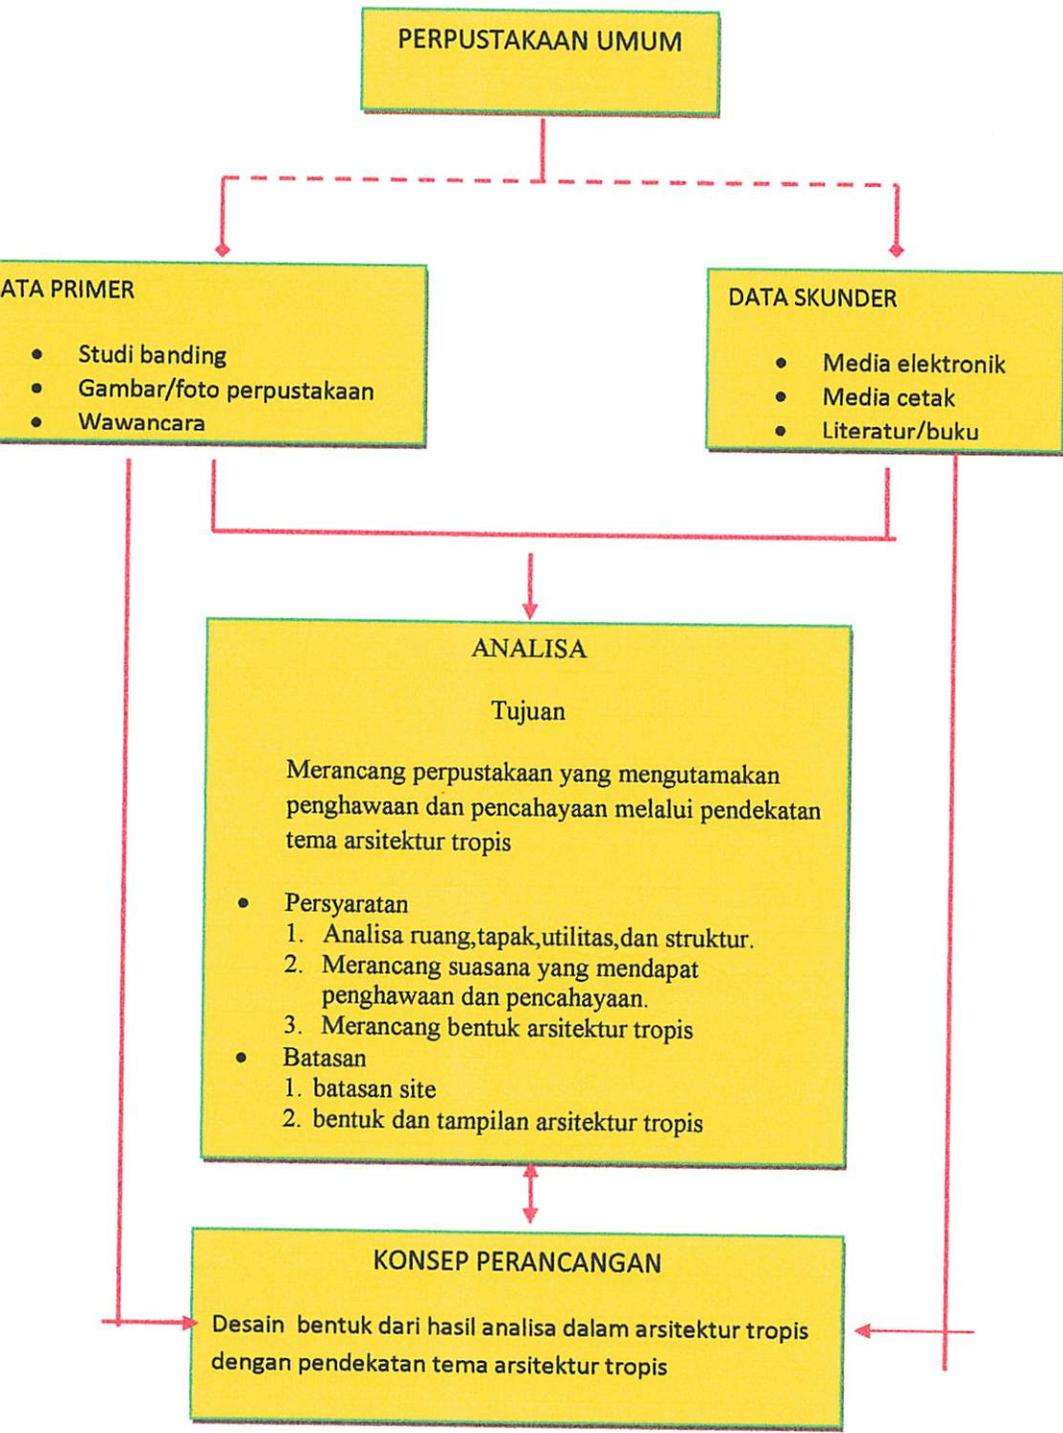 PERPUSTAKAAN UMUM
ATA PRIMER
• Studi banding
• Gambar/foto perpustakaan
• Wawancara
DATA SKUNDER
• Media elektronik
• Media cetak
• Literatur/buku
ANALISA
Tujuan
Merancang perpustakaan yang mengutamakan
penghawaan dan pencahayaan melalui pendekatan
tema arsitektur tropis
• Persyaratan
1. Analisa ruang,tapak,utilitas,dan struktur.
2. Merancang suasana yang mendapat
penghawaan dan pencahayaan.
3. Merancang bentuk arsitektur tropis
• Batasan
1. batasan site
2. bentuk dan tampilan arsitektur tropis
KONSEP PERANCANGAN
Desain bentuk dari hasil analisa dalam arsitektur tropis
dengan pendekatan tema arsitektur tropis